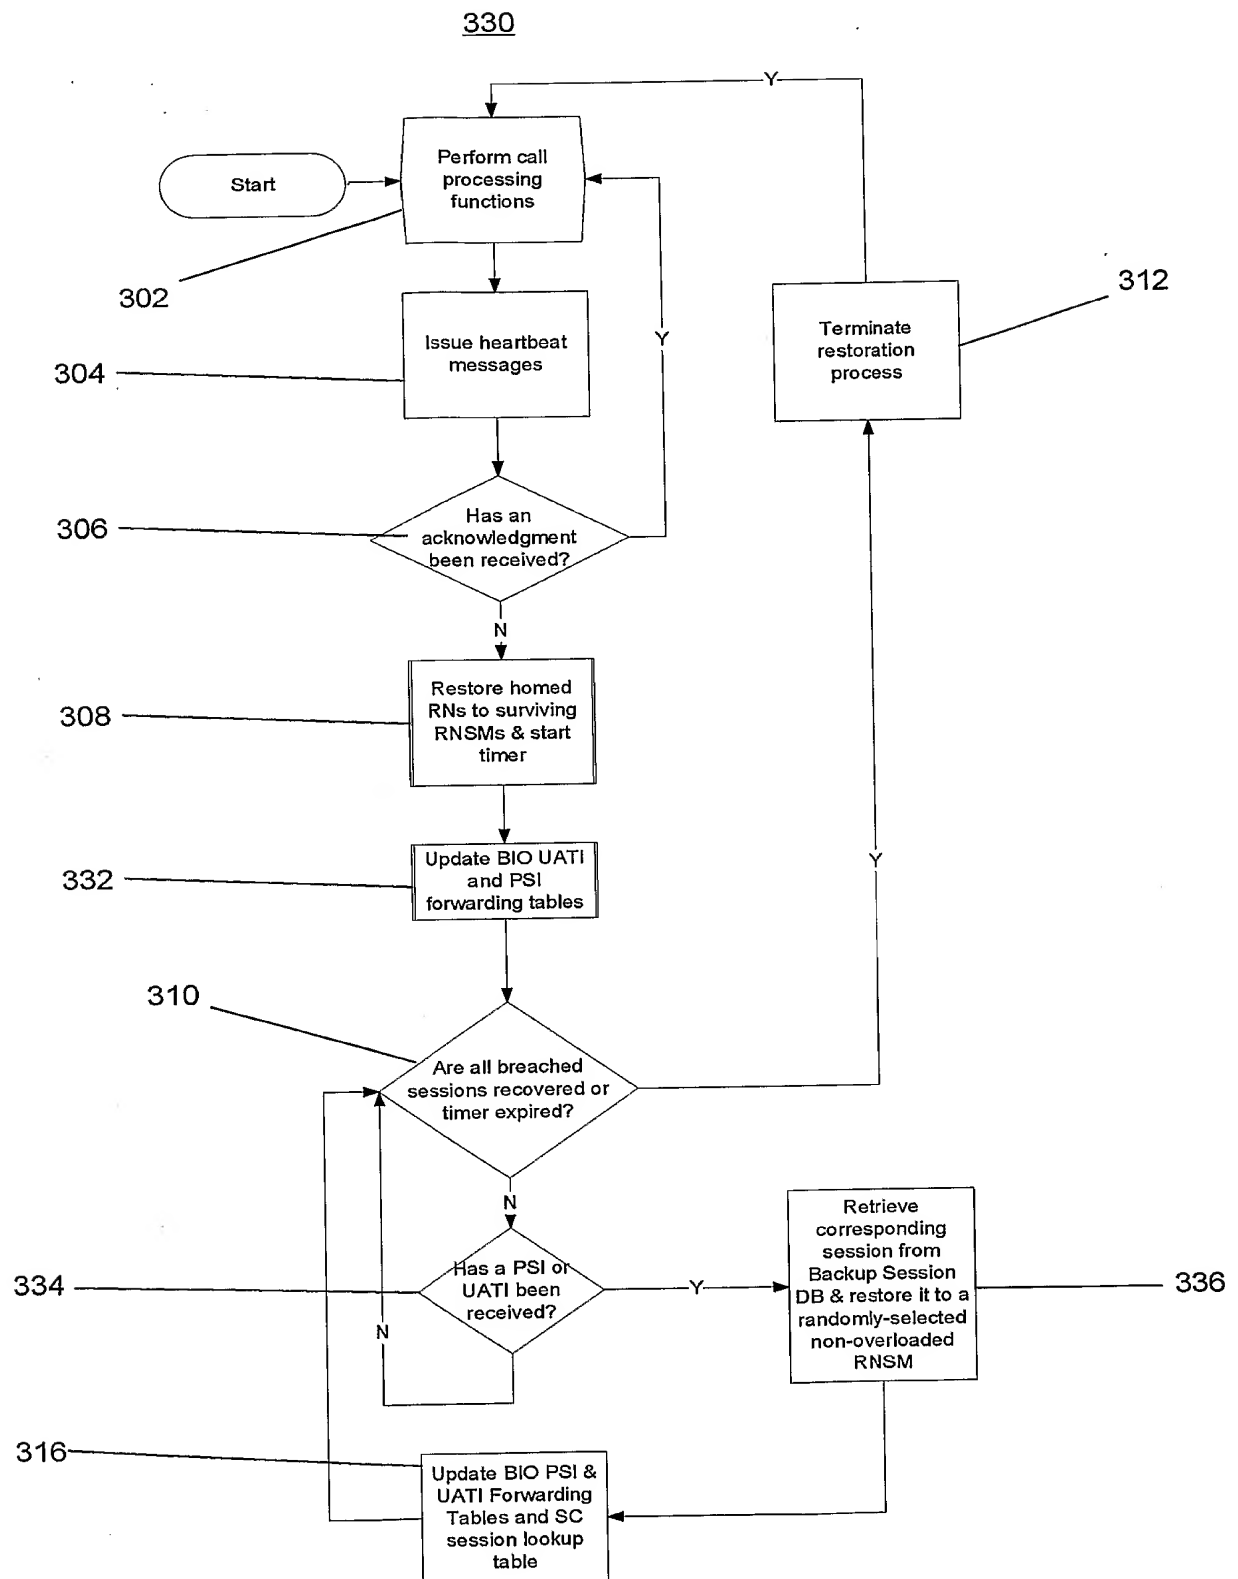 330
Y
Perform call
processing
functions
Start
302
312
Terminate
restoration
process
Issue heartbeat
messages
304
Y
306
Has an
acknowledgment
been received?
N
308
Restore homed
RNs to surviving
RNSMs & start
timer
332
Update BIO UATI
and PSI
forwarding tables
Y
310
Are all breached
sessions recovered or
timer expired?
N
334
Has a PSI or
UATI been
received?
Y
N
Retrieve
corresponding
session from
Backup Session
DB & restore it to a
randomly-selected
non-overloaded
RNSM
336
316
Update BIO PSI &
UATI Forwarding
Tables and SC
session lookup
table